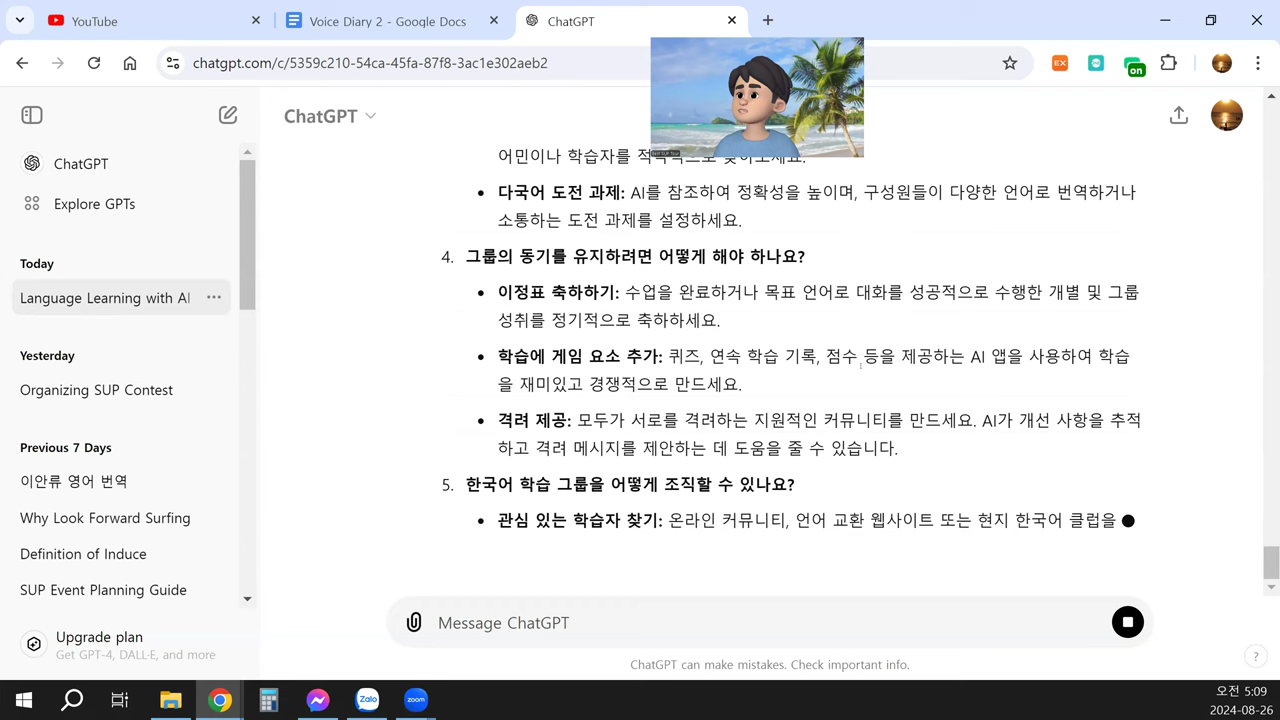 YouTube
Voice Diary 2 - Google Docs
ChatGPT
chatgpt.com/c/5359c210-54ca-45fa-87f8-3ac1e302aeb2
EX
on
ChatGPT
ChatGPT
Explore GPTs
Today
Language Learning with AI
Yesterday
Organizing SUP Contest
Previous 7 Days
이안류 영어 번역
Why Look Forward Surfing
Definition of Induce
SUP Event Planning Guide
Upgrade plan
Get GPT-4, DALL·E, and more
어민이나 학습자를
다국어 도전 과제: AI를 참조하여 정확성을 높이며, 구성원들이 다양한 언어로 번역하거나
소통하는 도전 과제를 설정하세요.
4. 그룹의 동기를 유지하려면 어떻게 해야 하나요?
이정표 축하하기: 수업을 완료하거나 목표 언어로 대화를 성공적으로 수행한 개별 및 그룹
성취를 정기적으로 축하하세요.
학습에 게임 요소 추가: 퀴즈, 연속 학습 기록, 점수 등을 제공하는 AI 앱을 사용하여 학습
을 재미있고 경쟁적으로 만드세요.
격려 제공: 모두가 서로를 격려하는 지원적인 커뮤니티를 만드세요. AI가 개선 사항을 추적
하고 격려 메시지를 제안하는 데 도움을 줄 수 있습니다.
5. 한국어 학습 그룹을 어떻게 조직할 수 있나요?
관심 있는 학습자 찾기: 온라인 커뮤니티, 언어 교환 웹사이트 또는 현지 한국어 클럽을
Message ChatGPT
ChatGPT can make mistakes. Check important info.
?
Zalo
zoom
오전 5:09
2024-08-26